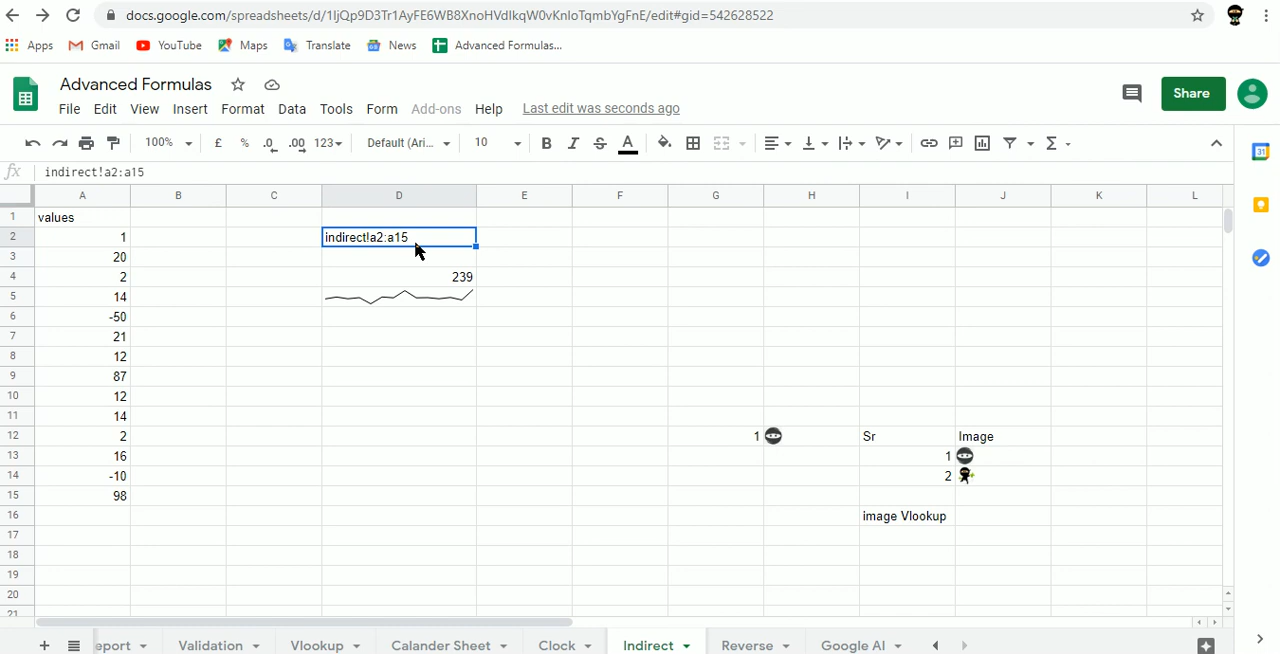 docs.google.com/spreadsheets/d/1IjQp9D3Tr1AyFE6WB8XnoHVdlkqW0vKnIoTqmbYgFnE/edit#gid=542628522
Apps Gmail YouTube Maps Translate News Advanced Formulas...
Advanced Formulas
File Edit View Insert Format Data Tools Form Add-ons Help Last edit was seconds ago
Share
100% £ % .0 .00 123 Default (Ari... 10 B I S A
fx indirect!a2:a15
A B C D E F G H I J K L
1 values
2 1 indirect!a2:a15
3 20
4 2 239
5 14
6 -50
7 21
8 12
9 87
10 12
11 14
12 2 1 Sr Image
13 16 1
14 -10 2
15 98
16 image Vlookup
17
18
19
20
21
eport Validation Vlookup Calander Sheet Clock Indirect Reverse Google AI
31